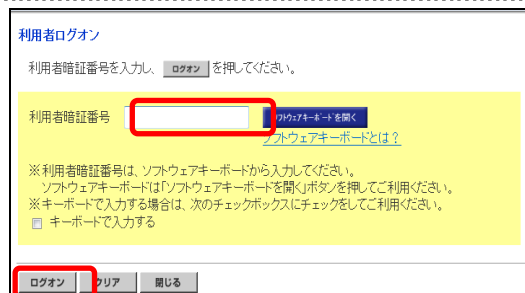 利用者ログオン
利用者暗証番号を入力し、 ログオン を押してください。
利用者暗証番号 ソフトウェアキーボードを開く
ソフトウェアキーボードとは？
※利用者暗証番号は、ソフトウェアキーボードから入力してください。
ソフトウェアキーボードは「ソフトウェアキーボードを開く」ボタンを押してご利用ください。
※キーボードで入力する場合は、次のチェックボックスにチェックをしてご利用ください。
キーボードで入力する
ログオン クリア 閉じる